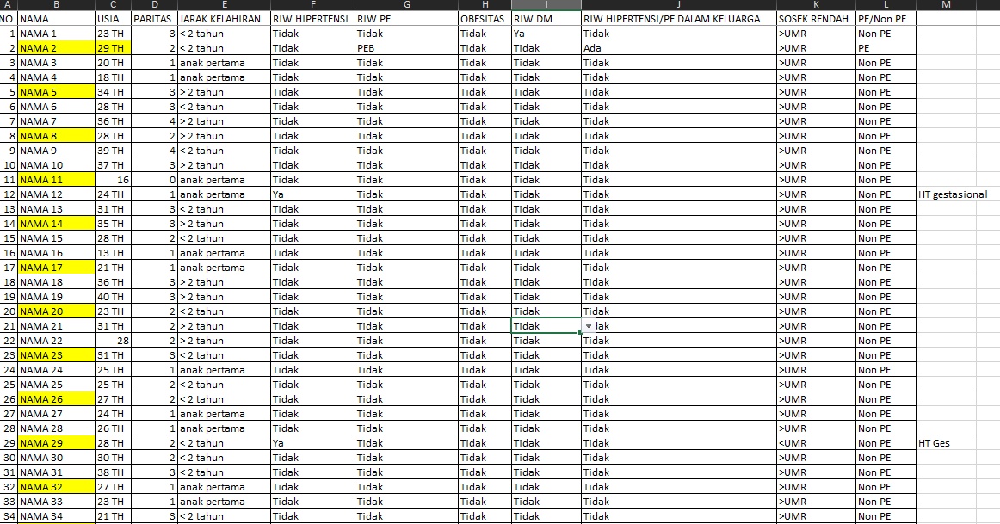 A B C D E F G H I J K L M
NO NAMA USIA PARITAS JARAK KELAHIRAN RIW HIPERTENSI RIW PE OBESITAS RIW DM RIW HIPERTENSI/PE DALAM KELUARGA SOSEK RENDAH PE/Non PE
1 NAMA 1 23 TH 3 < 2 tahun Tidak Tidak Tidak Ya Tidak >UMR Non PE
2 NAMA 2 29 TH 2 < 2 tahun Tidak PEB Tidak Tidak Ada >UMR PE
3 NAMA 3 20 TH 1 anak pertama Tidak Tidak Tidak Tidak Tidak >UMR Non PE
4 NAMA 4 18 TH 1 anak pertama Tidak Tidak Tidak Tidak Tidak >UMR Non PE
5 NAMA 5 34 TH 3 > 2 tahun Tidak Tidak Tidak Tidak Tidak >UMR Non PE
6 NAMA 6 28 TH 3 < 2 tahun Tidak Tidak Tidak Tidak Tidak >UMR Non PE
7 NAMA 7 36 TH 4 > 2 tahun Tidak Tidak Tidak Tidak Tidak >UMR Non PE
8 NAMA 8 28 TH 2 > 2 tahun Tidak Tidak Tidak Tidak Tidak >UMR Non PE
9 NAMA 9 39 TH 4 < 2 tahun Tidak Tidak Tidak Tidak Tidak >UMR Non PE
10 NAMA 10 37 TH 3 > 2 tahun Tidak Tidak Tidak Tidak Tidak >UMR Non PE
11 NAMA 11 16 0 anak pertama Tidak Tidak Tidak Tidak Tidak >UMR Non PE
12 NAMA 12 24 TH 1 anak pertama Ya Tidak Tidak Tidak Tidak >UMR Non PE HT gestasional
13 NAMA 13 31 TH 3 < 2 tahun Tidak Tidak Tidak Tidak Tidak >UMR Non PE
14 NAMA 14 35 TH 3 > 2 tahun Tidak Tidak Tidak Tidak Tidak >UMR Non PE
15 NAMA 15 28 TH 2 < 2 tahun Tidak Tidak Tidak Tidak Tidak >UMR Non PE
16 NAMA 16 13 TH 1 anak pertama Tidak Tidak Tidak Tidak Tidak >UMR Non PE
17 NAMA 17 21 TH 1 anak pertama Tidak Tidak Tidak Tidak Tidak >UMR Non PE
18 NAMA 18 36 TH 3 > 2 tahun Tidak Tidak Tidak Tidak Tidak >UMR Non PE
19 NAMA 19 40 TH 3 > 2 tahun Tidak Tidak Tidak Tidak Tidak >UMR Non PE
20 NAMA 20 23 TH 2 < 2 tahun Tidak Tidak Tidak Tidak Tidak >UMR Non PE
21 NAMA 21 31 TH 2 > 2 tahun Tidak Tidak Tidak Tidak lak >UMR Non PE
22 NAMA 22 28 2 > 2 tahun Tidak Tidak Tidak Tidak Tidak >UMR Non PE
23 NAMA 23 31 TH 3 < 2 tahun Tidak Tidak Tidak Tidak Tidak >UMR Non PE
24 NAMA 24 25 TH 1 anak pertama Tidak Tidak Tidak Tidak Tidak >UMR Non PE
25 NAMA 25 25 TH 2 < 2 tahun Tidak Tidak Tidak Tidak Tidak >UMR Non PE
26 NAMA 26 27 TH 2 < 2 tahun Tidak Tidak Tidak Tidak Tidak >UMR Non PE
27 NAMA 27 24 TH 1 anak pertama Tidak Tidak Tidak Tidak Tidak >UMR Non PE
28 NAMA 28 26 TH 1 anak pertama Tidak Tidak Tidak Tidak Tidak >UMR Non PE
29 NAMA 29 28 TH 2 < 2 tahun Ya Tidak Tidak Tidak Tidak <UMR Non PE HT Ges
30 NAMA 30 30 TH 2 < 2 tahun Tidak Tidak Tidak Tidak Tidak >UMR Non PE
31 NAMA 31 38 TH 3 < 2 tahun Tidak Tidak Tidak Tidak Tidak >UMR Non PE
32 NAMA 32 27 TH 1 anak pertama Tidak Tidak Tidak Tidak Tidak >UMR Non PE
33 NAMA 33 23 TH 1 anak pertama Tidak Tidak Tidak Tidak Tidak >UMR Non PE
34 NAMA 34 21 TH 3 < 2 tahun Tidak Tidak Tidak Tidak Tidak >UMR Non PE